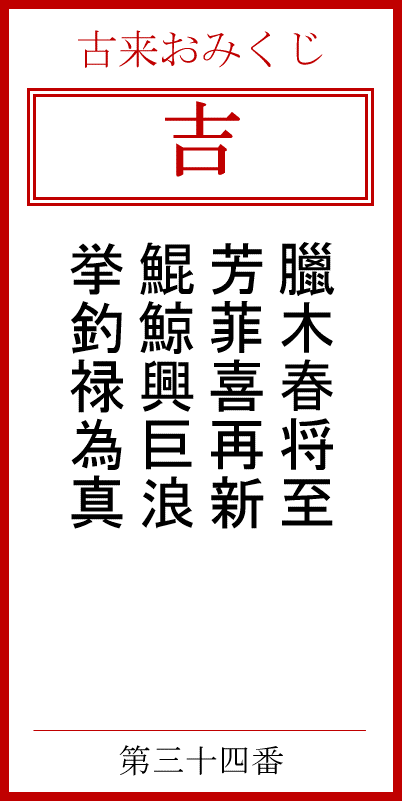 古来おみくじ
吉
臘木春将至
芳菲喜再新
鯤鯨興巨浪
挙釣禄為真
第三十四番